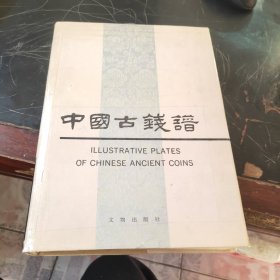 中國古錢譜
ILLUSTRATIVE PLATES
OF CHINESE ANCIENT COINS
文物出版社